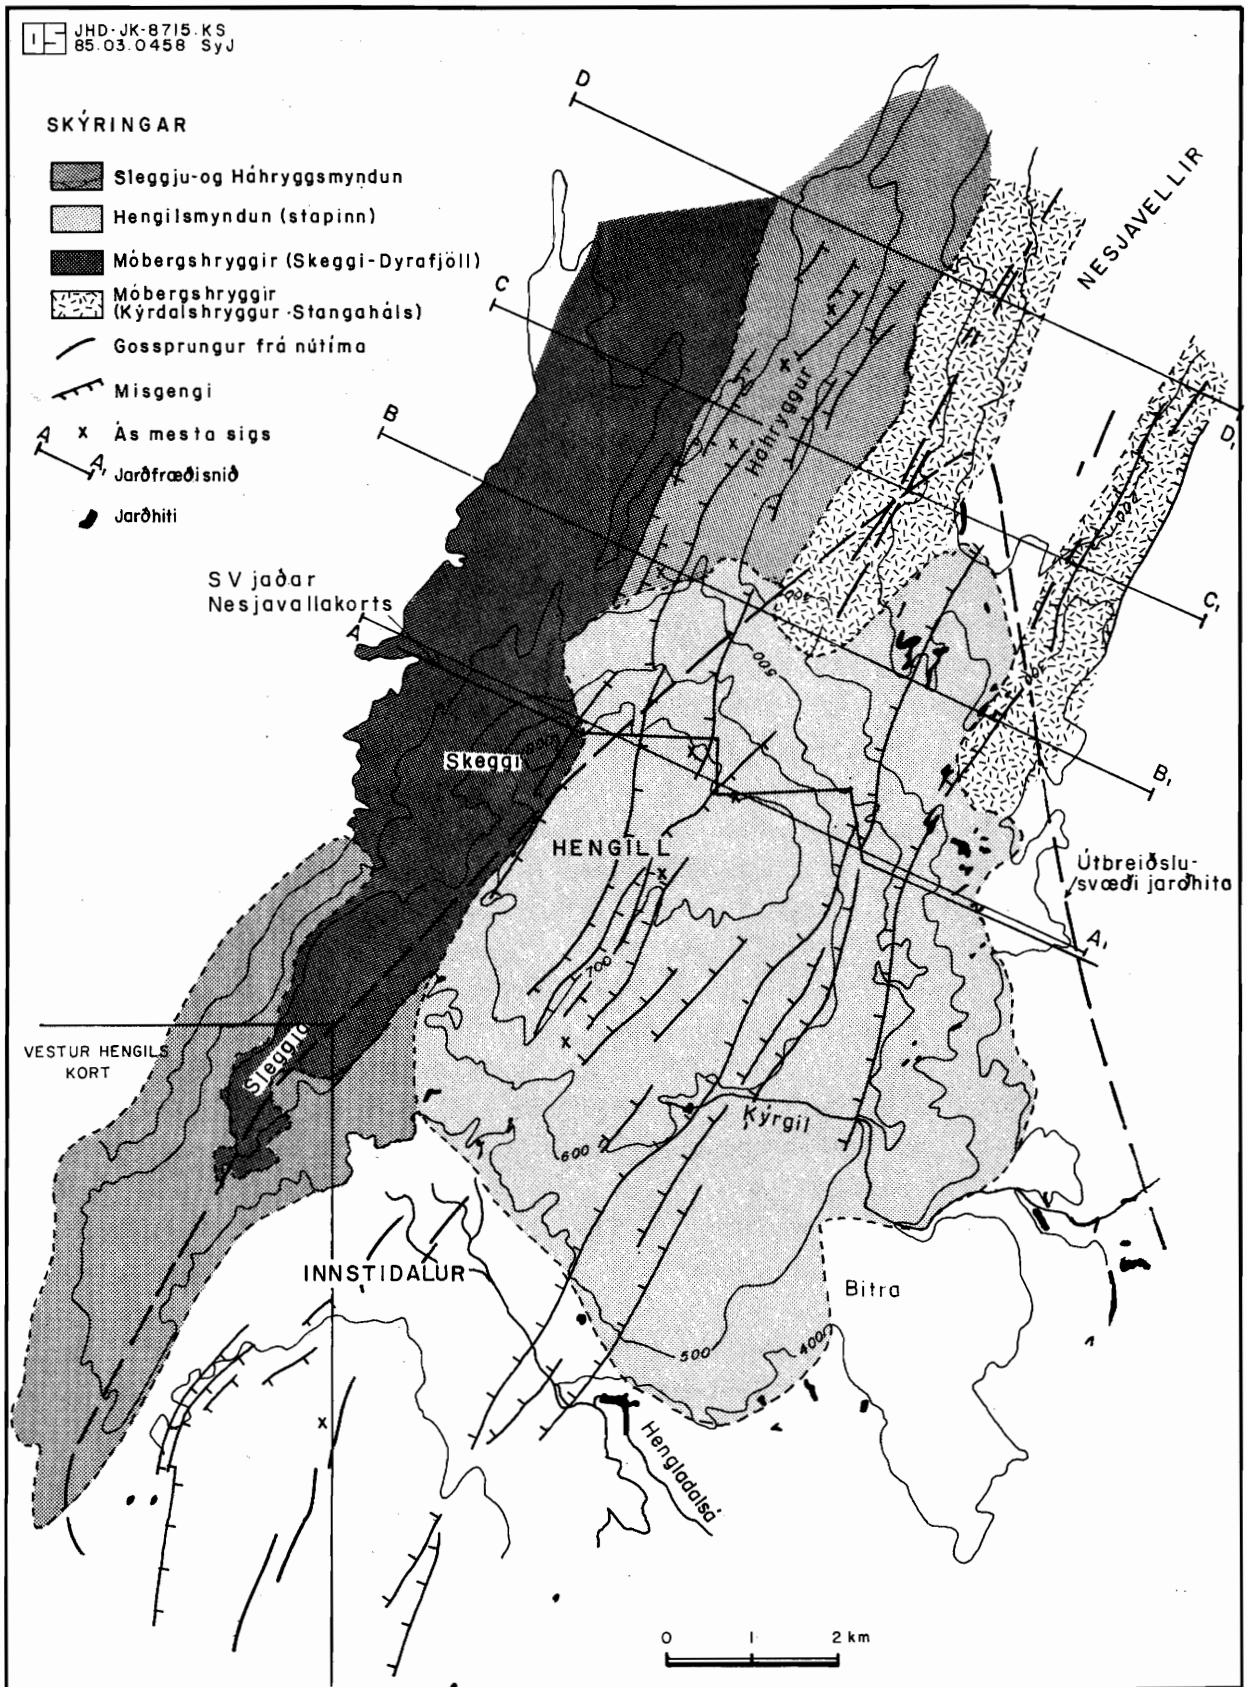 OS JHD-JK-8715.KS
85.03.0458 SyJ
SKÝRINGAR
Sleggju-og Háhryggsmyndun
Hengilsmyndun (stapinn)
Móbergshryggir (Skeggi-Dyrafjöll)
Móbergshryggir
(Kýrdalshryggur-Stangaháls)
Gossprungur frá nútíma
Misgengi
x Ás mesta sigs
A A₁ Jarðfræðisnið
Jarðhiti
D
NESJAVELLIR
C
B
Háhryggur
D₁
200
SV jaðar
Nesjavallakorts
A
C₁
500
Skeggi
B₁
HENGILL
Útbreiðslu-
svæði jarðhita
A₁
700
VESTUR HENGILS
KORT
Sleggja
Kýrgil
600
INNSTIDALUR
Bitra
500
400
Hengladalsá
0 1 2 km